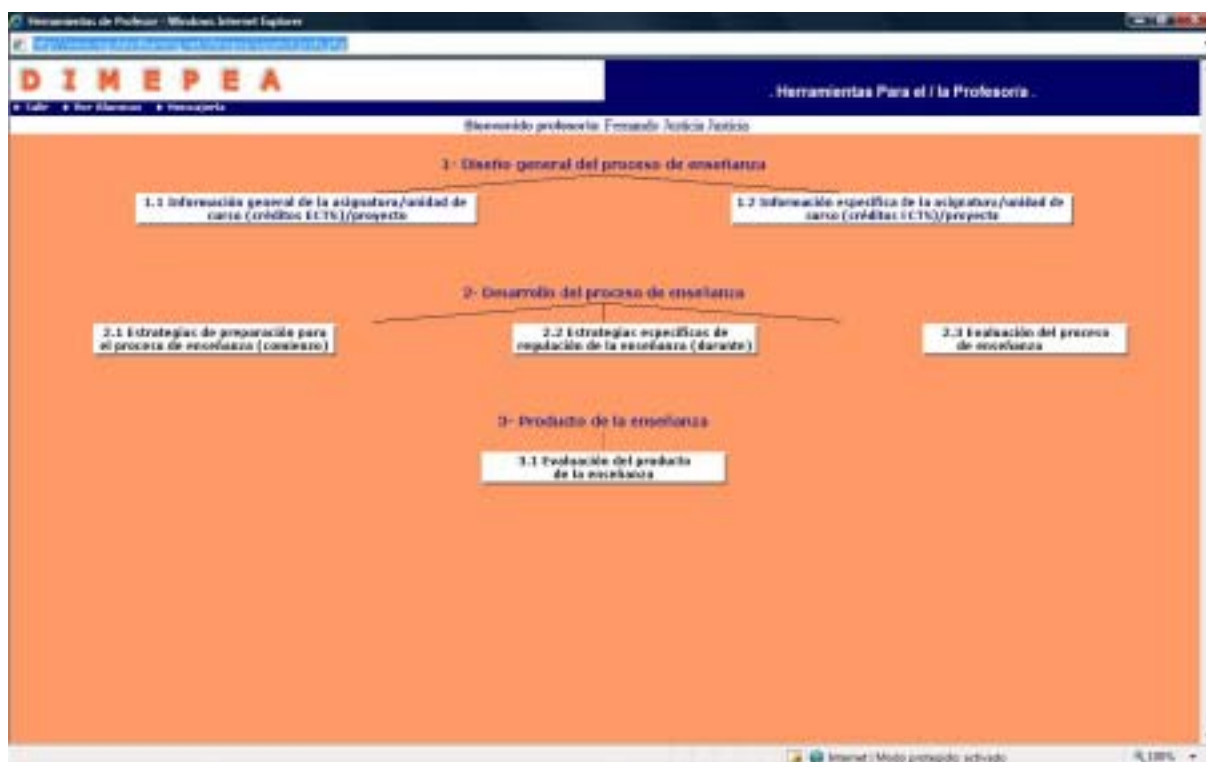 Herramientas de Profesor - Windows Internet Explorer
DIMEPEA
. Herramientas Para el / la Profesor/a .
Salir Ver Alumnos Mensajería
Bienvenido profesor/a: Fernando Justicia Justicia
1- Diseño general del proceso de enseñanza
1.1 Información general de la asignatura/unidad de
curso (créditos ECTS)/proyecto
1.2 Información específica de la asignatura/unidad de
curso (créditos ECTS)/proyecto
2- Desarrollo del proceso de enseñanza
2.1 Estrategias de preparación para
el proceso de enseñanza (comienzo)
2.2 Estrategias específicas de
regulación de la enseñanza (durante)
2.3 Evaluación del proceso
de enseñanza
3- Producto de la enseñanza
3.1 Evaluación del producto
de la enseñanza
Internet | Modo protegido: activado
100%